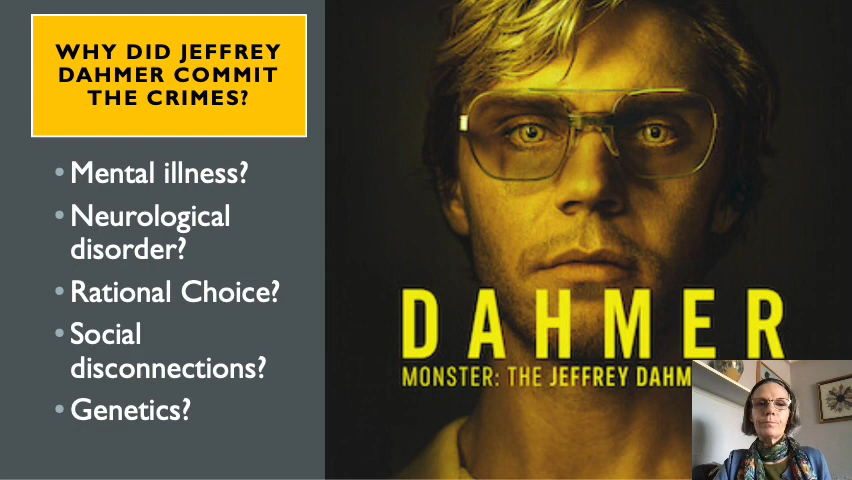 WHY DID JEFFREY
DAHMER COMMIT
THE CRIMES?
• Mental illness?
• Neurological
disorder?
• Rational Choice?
• Social
disconnections?
• Genetics?
DAHMER
MONSTER: THE JEFFREY DAHM